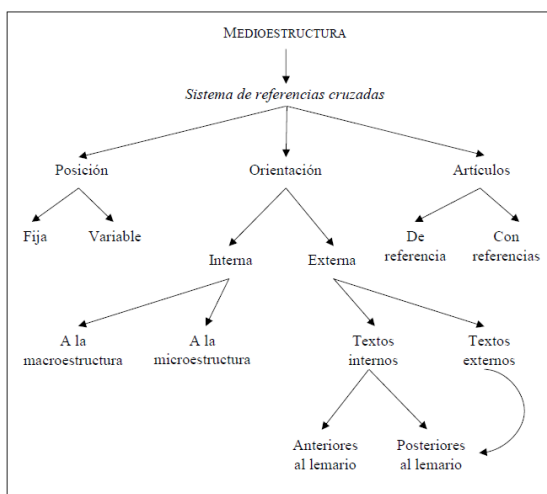 MEDIOESTRUCTURA
Sistema de referencias cruzadas
Posición
Orientación
Artículos
Fija
Variable
De
referencia
Con
referencias
Interna
Externa
A la
macroestructura
A la
microestructura
Textos
internos
Textos
externos
Anteriores
al lemario
Posteriores
al lemario